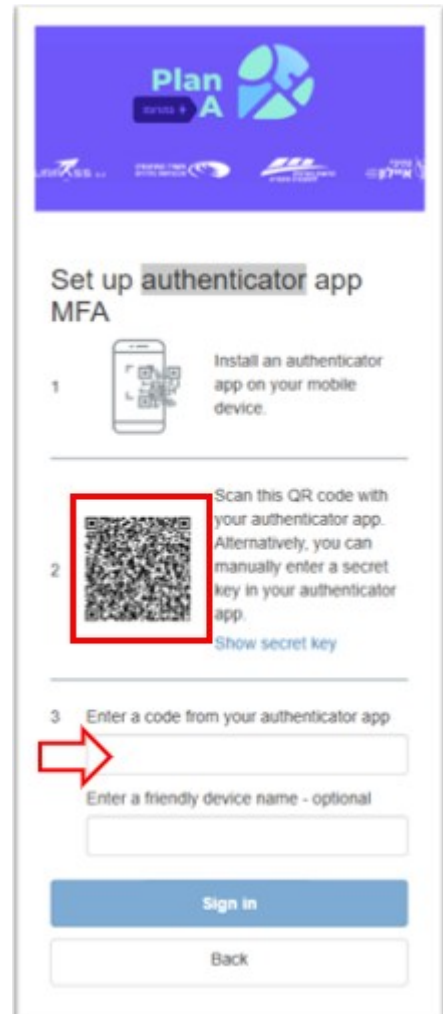 Plan
A
Set up authenticator app
MFA
1
Install an authenticator
app on your mobile
device.
2
Scan this QR code with
your authenticator app.
Alternatively, you can
manually enter a secret
key in your authenticator
app.
Show secret key
3 Enter a code from your authenticator app
Enter a friendly device name - optional
Sign in
Back